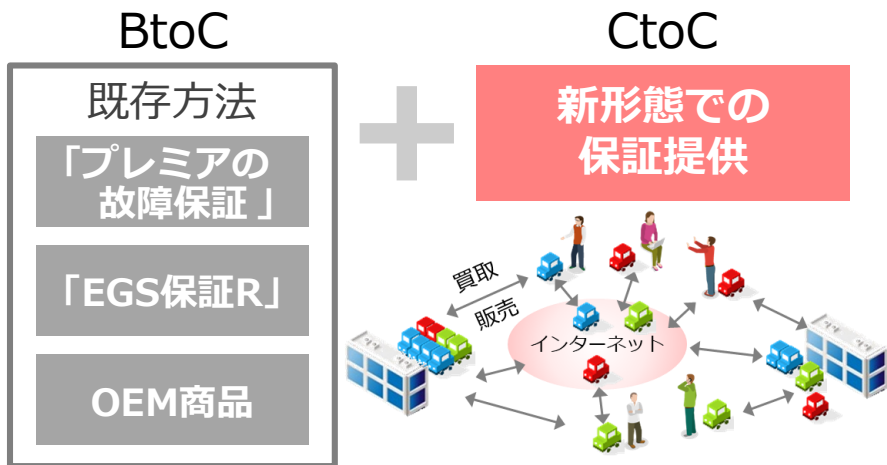 BtoC
既存方法
「プレミアの
故障保証 」
「EGS保証R」
OEM商品
CtoC
新形態での
保証提供
買取
販売
インターネット